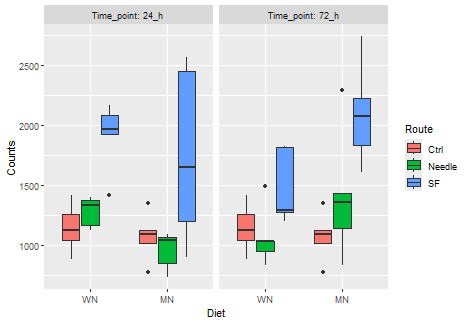 Time_point: 24_h
Time_point: 72_h
Counts
2500
2000
1500
1000
WN
MN
WN
MN
Diet
Route
Ctrl
Needle
SF